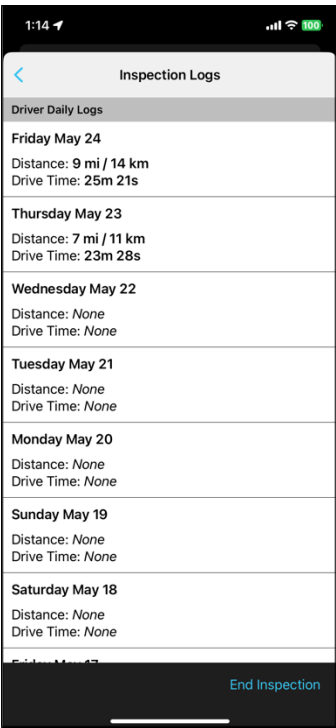 1:14
100
Inspection Logs
Driver Daily Logs
Friday May 24
Distance: 9 mi / 14 km
Drive Time: 25m 21s
Thursday May 23
Distance: 7 mi / 11 km
Drive Time: 23m 28s
Wednesday May 22
Distance: None
Drive Time: None
Tuesday May 21
Distance: None
Drive Time: None
Monday May 20
Distance: None
Drive Time: None
Sunday May 19
Distance: None
Drive Time: None
Saturday May 18
Distance: None
Drive Time: None
Friday May 17
End Inspection